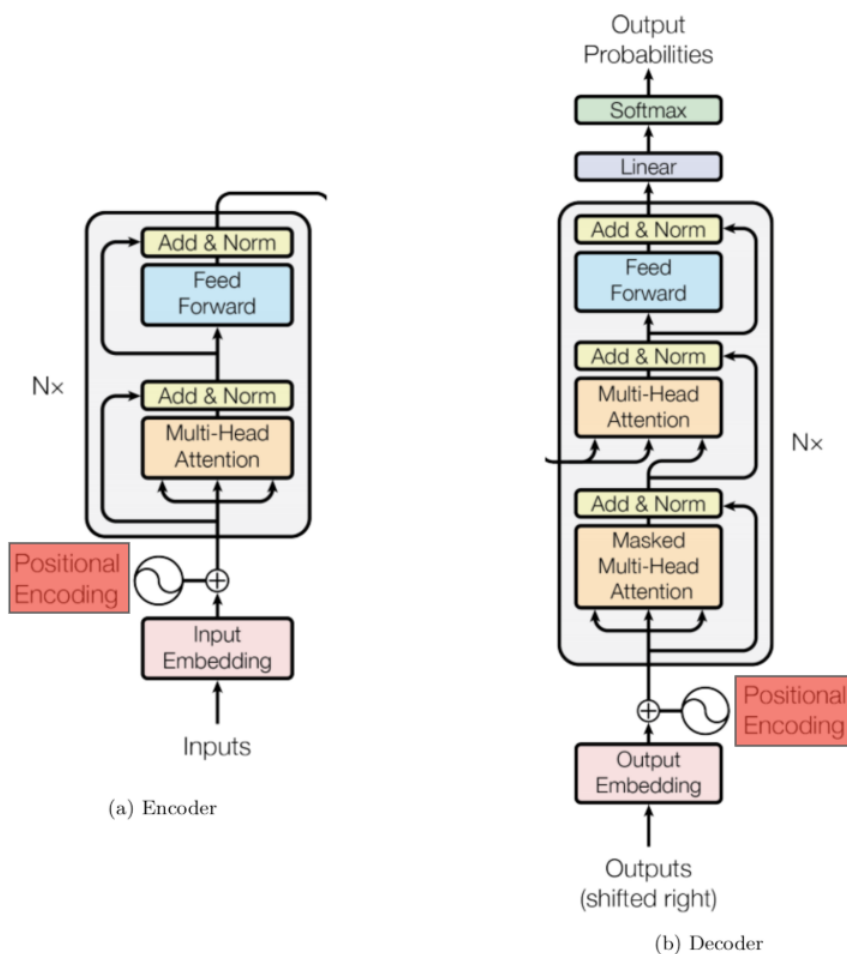 Add & Norm
Feed
Forward
N×
Add & Norm
Multi-Head
Attention
Positional
Encoding
Input
Embedding
Inputs
(a) Encoder
Output
Probabilities
Softmax
Linear
Add & Norm
Feed
Forward
Add & Norm
Multi-Head
Attention
N×
Add & Norm
Masked
Multi-Head
Attention
Positional
Encoding
Output
Embedding
Outputs
(shifted right)
(b) Decoder